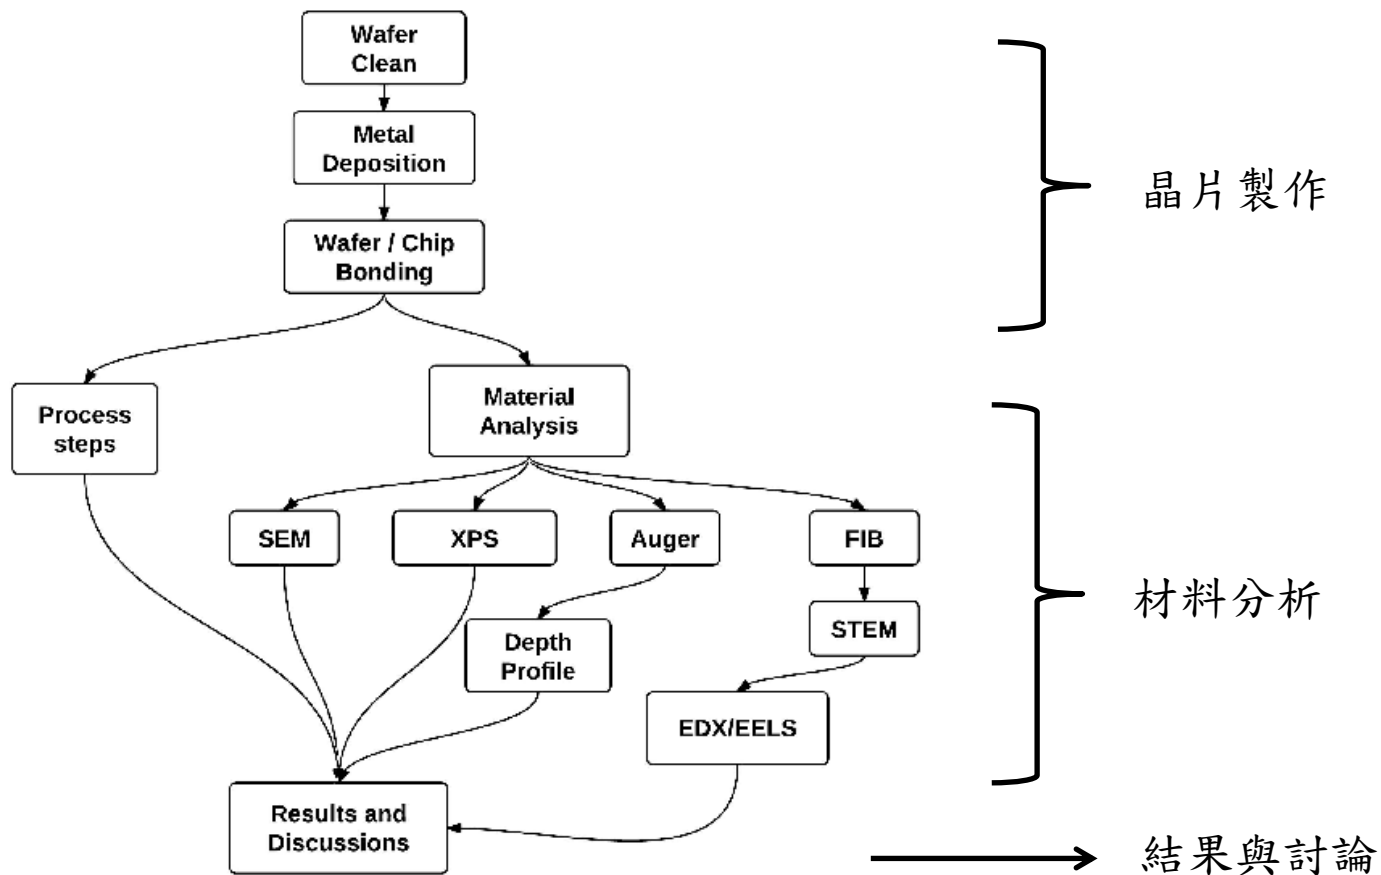 Wafer
Clean
Metal
Deposition
晶片製作
Wafer / Chip
Bonding
Process
steps
Material
Analysis
SEM
XPS
Auger
FIB
材料分析
Depth
Profile
STEM
EDX/EELS
Results and
Discussions
結果與討論